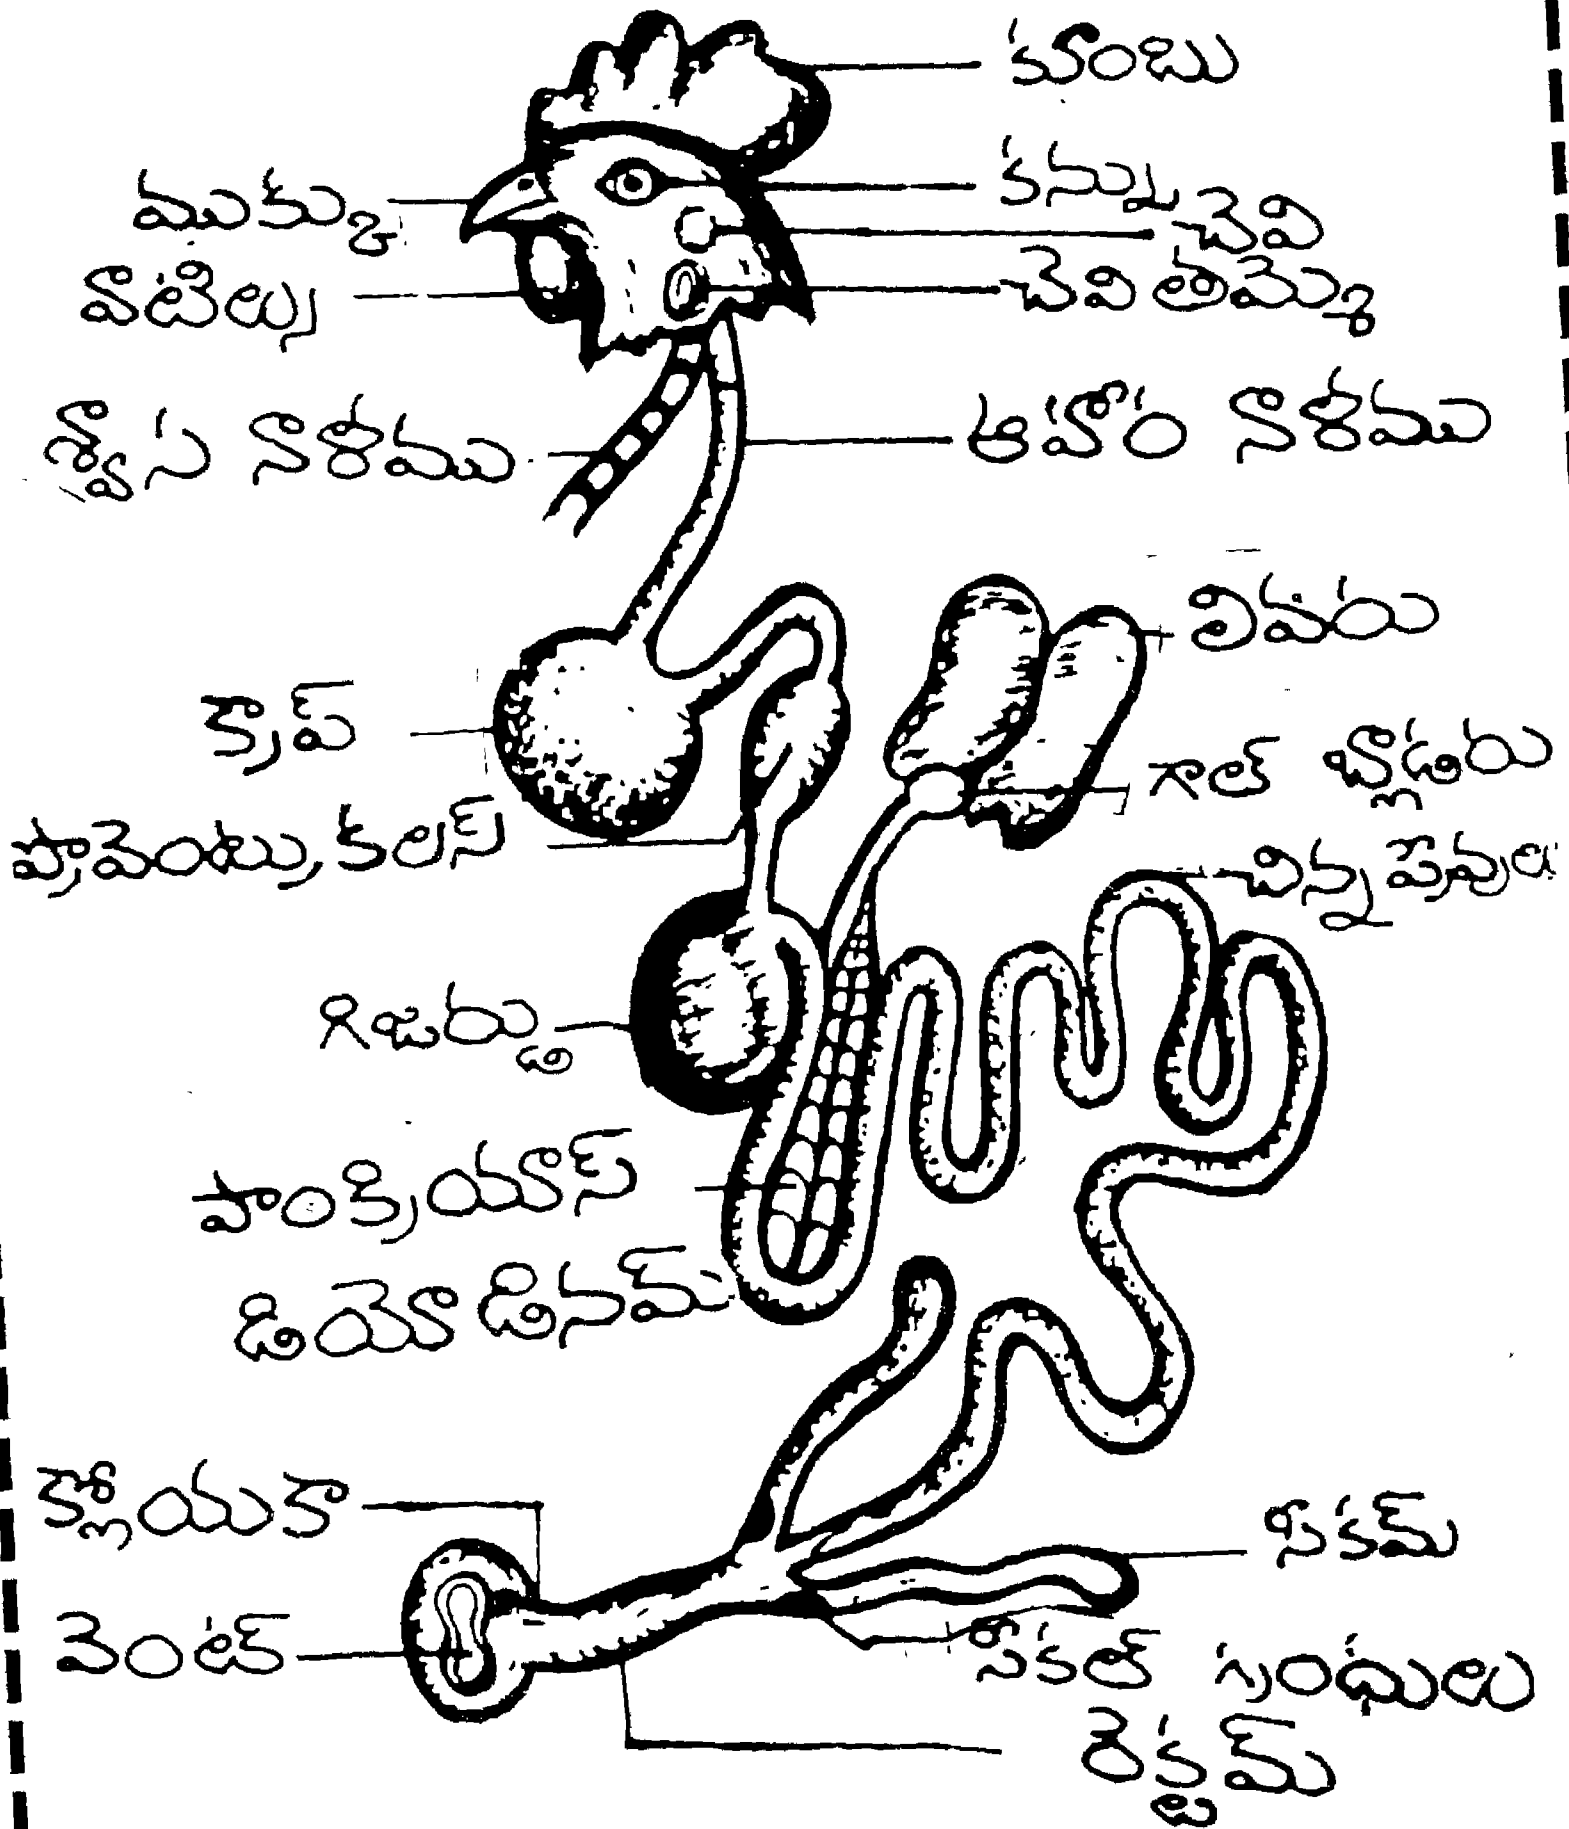 కూంబు
ముక్కు
కన్ను
చెవి
వాటిల్సు
చెవి తమ్మె
శ్వాస నాళము
ఆహార నాళము
లివరు
క్రాప్
గాల్ బ్లాడరు
ప్రొవెంట్రుకలస్
చిన్న ప్రేవులు
గిజర్డు
పాంక్రియాస్
డియోడినమ్
క్లోయకా
సీకమ్
వెంట్
సీకల్ గ్రంధులు
రెక్టమ్